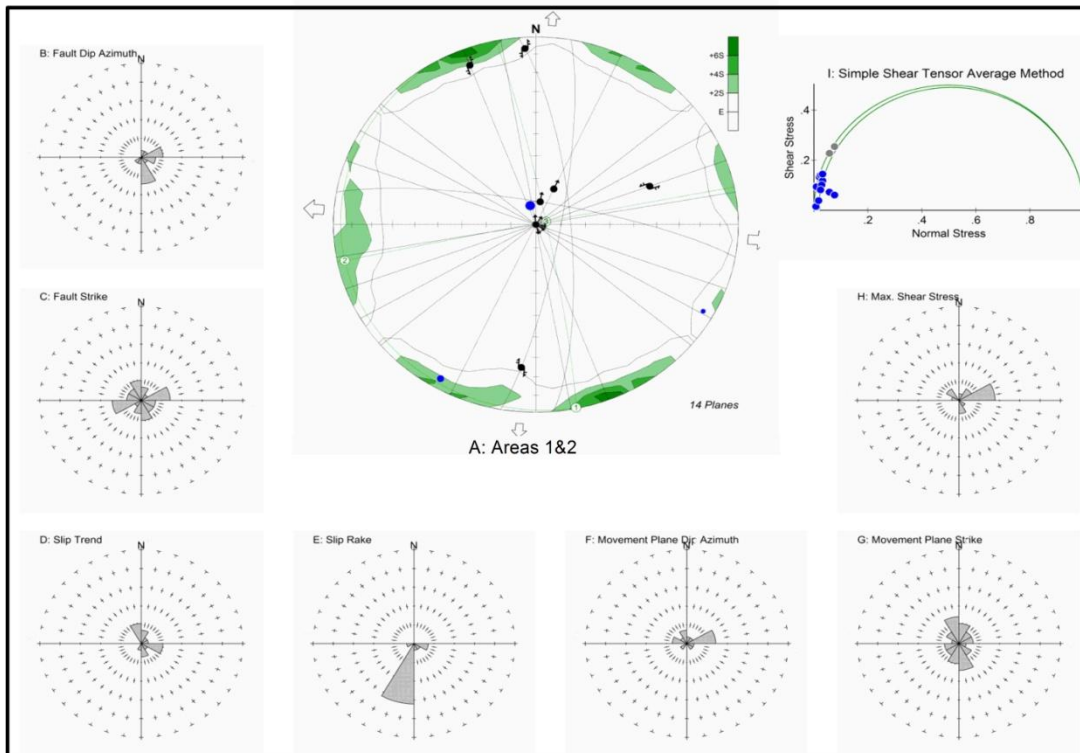 B: Fault Dip Azimuth
N
C: Fault Strike
N
D: Slip Trend
N
N
+6S
+4S
+2S
E
2
3
1
14 Planes
A: Areas 1&2
E: Slip Rake
N
F: Movement Plane Dip Azimuth
N
I: Simple Shear Tensor Average Method
Shear Stress
.4
.2
.2 .4 .6 .8
Normal Stress
H: Max. Shear Stress
N
G: Movement Plane Strike
N